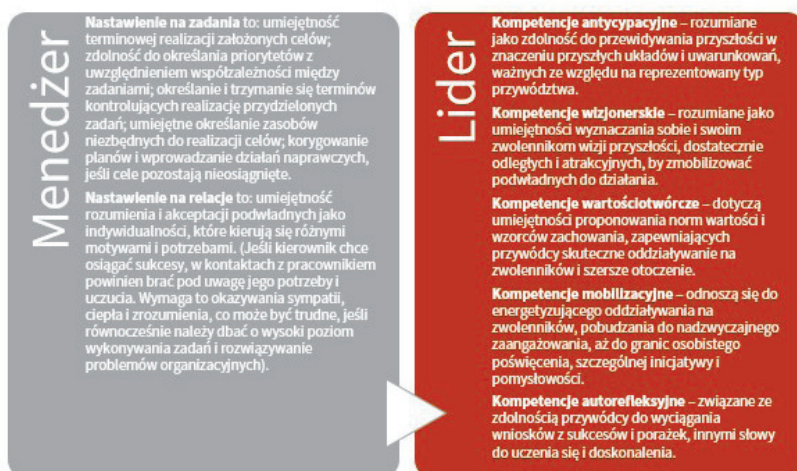 Menedżer
Nastawienie na zadania to: umiejętność
terminowej realizacji założonych celów;
zdolność do określania priorytetów z
uwzględnieniem współzależności między
zadaniami; określanie i trzymanie się terminów
kontrolujących realizację przydzielonych
zadań; umiejętne określanie zasobów
niezbędnych do realizacji celów; korygowanie
planów i wprowadzanie działań naprawczych,
jeśli cele pozostają nieosiągnięte.
Nastawienie na relacje to: umiejętność
rozumienia i akceptacji podwładnych jako
indywidualności, które kierują się różnymi
motywami i potrzebami. (Jeśli kierownik chce
osiągać sukcesy, w kontaktach z pracownikiem
powinien brać pod uwagę jego potrzeby i
uczucia. Wymaga to okazywania sympatii,
ciepła i zrozumienia, co może być trudne, jeśli
równocześnie należy dbać o wysoki poziom
wykonywania zadań i rozwiązywanie
problemów organizacyjnych).
Lider
Kompetencje antycypacyjne – rozumiane
jako zdolność do przewidywania przyszłości w
znaczeniu przyszłych układów i uwarunkowań,
ważnych ze względu na reprezentowany typ
przywództwa.
Kompetencje wizjonerskie – rozumiane jako
umiejętności wyznaczania sobie i swoim
zwolennikom wizji przyszłości, dostatecznie
odległych i atrakcyjnych, by zmobilizować
podwładnych do działania.
Kompetencje wartościotwórcze – dotyczą
umiejętności proponowania norm wartości i
wzorców zachowania, zapewniających
przywódcy skuteczne oddziaływanie na
zwolenników i szersze otoczenie.
Kompetencje mobilizacyjne – odnoszą się do
energetyzującego oddziaływania na
zwolenników, pobudzania do nadzwyczajnego
zaangażowania, aż do granic osobistego
poświęcenia, szczególnej inicjatywy i
pomysłowości.
Kompetencje autorefleksyjne – związane ze
zdolnością przywódcy do wyciągania
wniosków z sukcesów i porażek, innymi słowy
do uczenia się i doskonalenia.